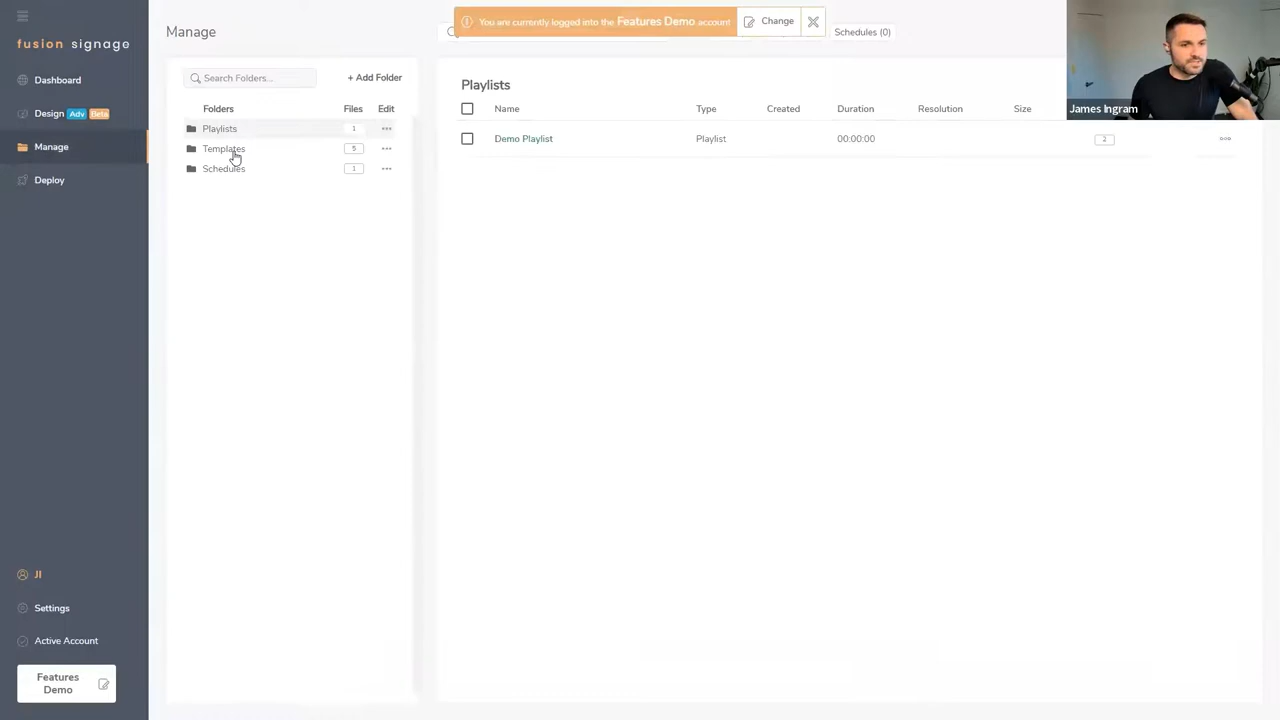 fusion signage
Dashboard
Design Adv Beta
Manage
Deploy
JI
Settings
Active Account
Features
Demo
Manage
You are currently logged into the Features Demo account
Change
Schedules (0)
James Ingram
Search Folders...
+ Add Folder
Folders Files Edit
Playlists 1
Templates 5
Schedules 1
Playlists
Name Type Created Duration Resolution Size
Demo Playlist Playlist 00:00:00 2